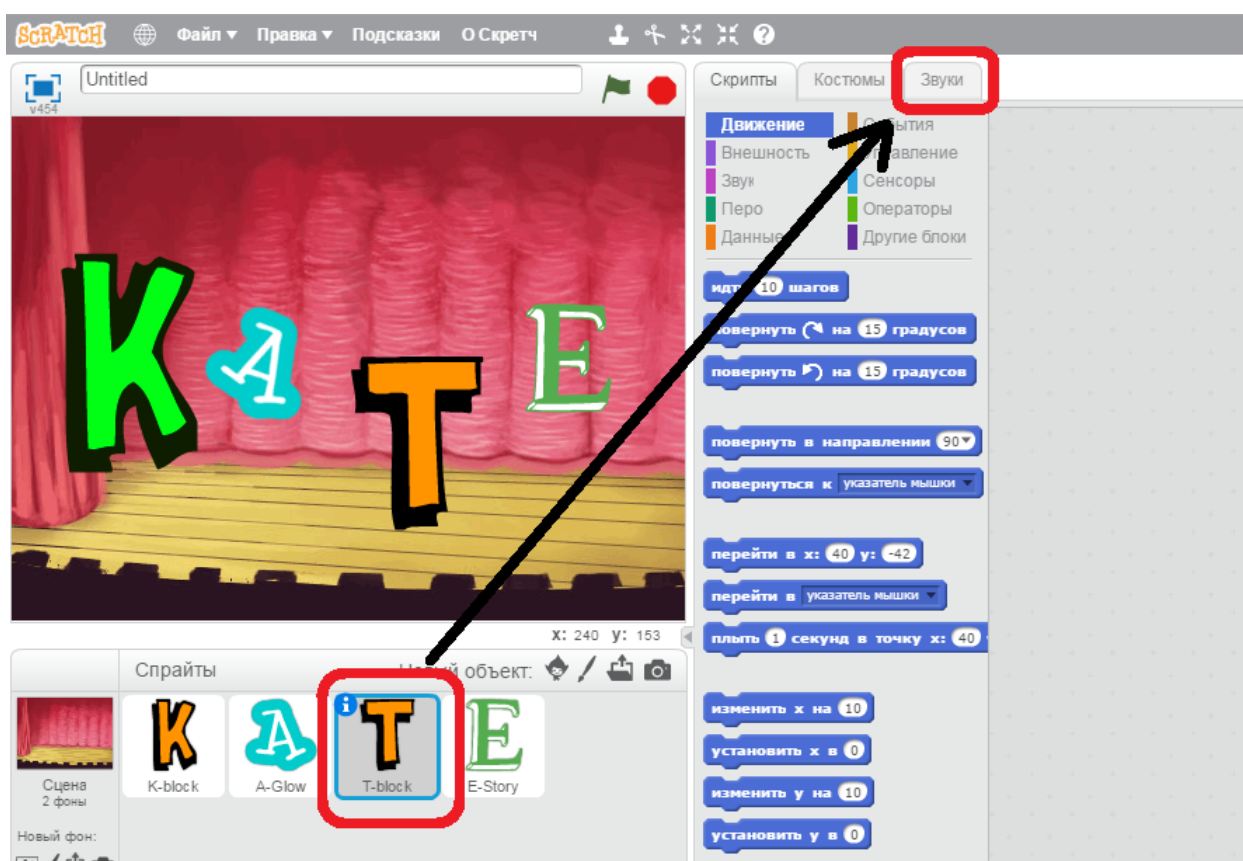 SCRATCH Файл Правка Подсказки О Скретч
Untitled
v454
K A T E
x: 240 y: 153
Скрипты Костюмы Звуки
Движение
Внешность
Звук Сенсоры
Перо Операторы
Данные Другие блоки
10 шагов
повернуть на 15 градусов
повернуть на 15 градусов
повернуть в направлении 90
повернуться к указатель мышки
перейти в x: 40 y: -42
перейти в указатель мышки
плыть 1 секунд в точку x: 40
изменить x на 10
установить x в 0
изменить y на 10
установить y в 0
Спрайты объект:
K A T E
K-block A-Glow T-block E-Story
Сцена
2 фоны
Новый фон: